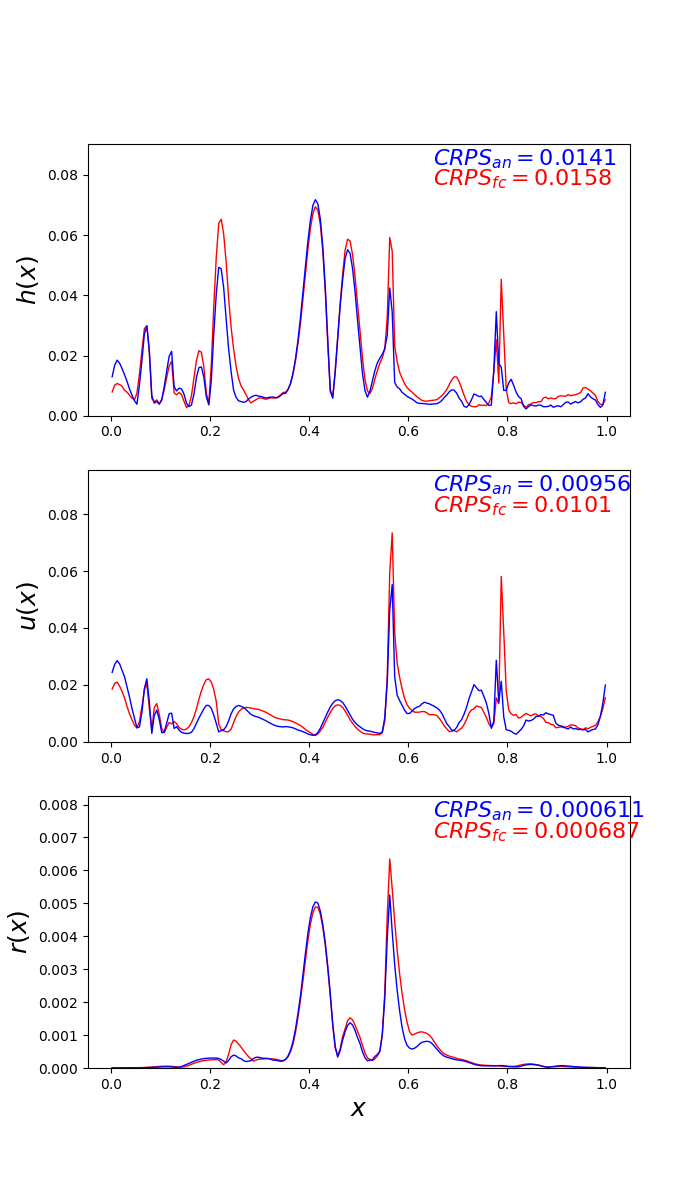 CRPS_an = 0.0141
CRPS_fc = 0.0158
0.08
0.06
0.04
0.02
0.00
h(x)
0.0 0.2 0.4 0.6 0.8 1.0
CRPS_an = 0.00956
CRPS_fc = 0.0101
0.08
0.06
0.04
0.02
0.00
u(x)
0.0 0.2 0.4 0.6 0.8 1.0
CRPS_an = 0.000611
CRPS_fc = 0.000687
0.008
0.007
0.006
0.005
0.004
0.003
0.002
0.001
0.000
r(x)
0.0 0.2 0.4 0.6 0.8 1.0
x